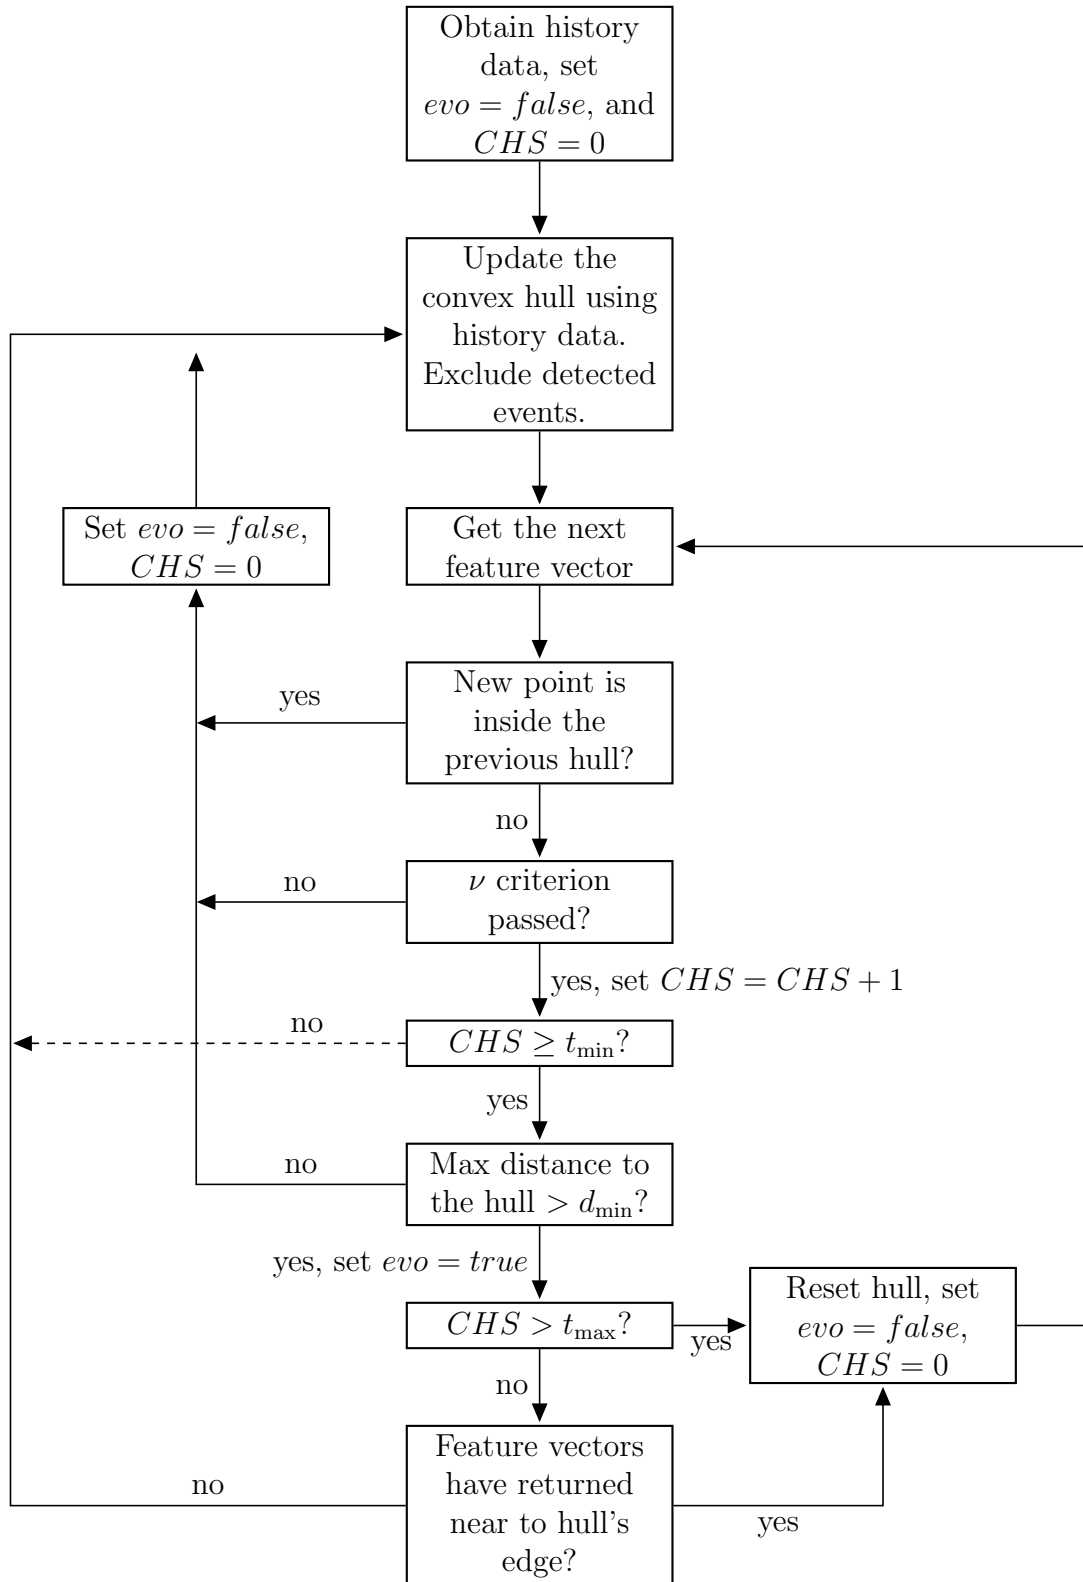 Obtain history
data, set
evo = false, and
CHS = 0
Update the
convex hull using
history data.
Exclude detected
events.
Set evo = false,
CHS = 0
Get the next
feature vector
New point is
inside the
previous hull?
yes
no
ν criterion
passed?
no
yes, set CHS = CHS + 1
CHS ≥ t_min?
no
yes
Max distance to
the hull > d_min?
no
yes, set evo = true
CHS > t_max?
yes
Reset hull, set
evo = false,
CHS = 0
no
Feature vectors
have returned
near to hull's
edge?
no
yes